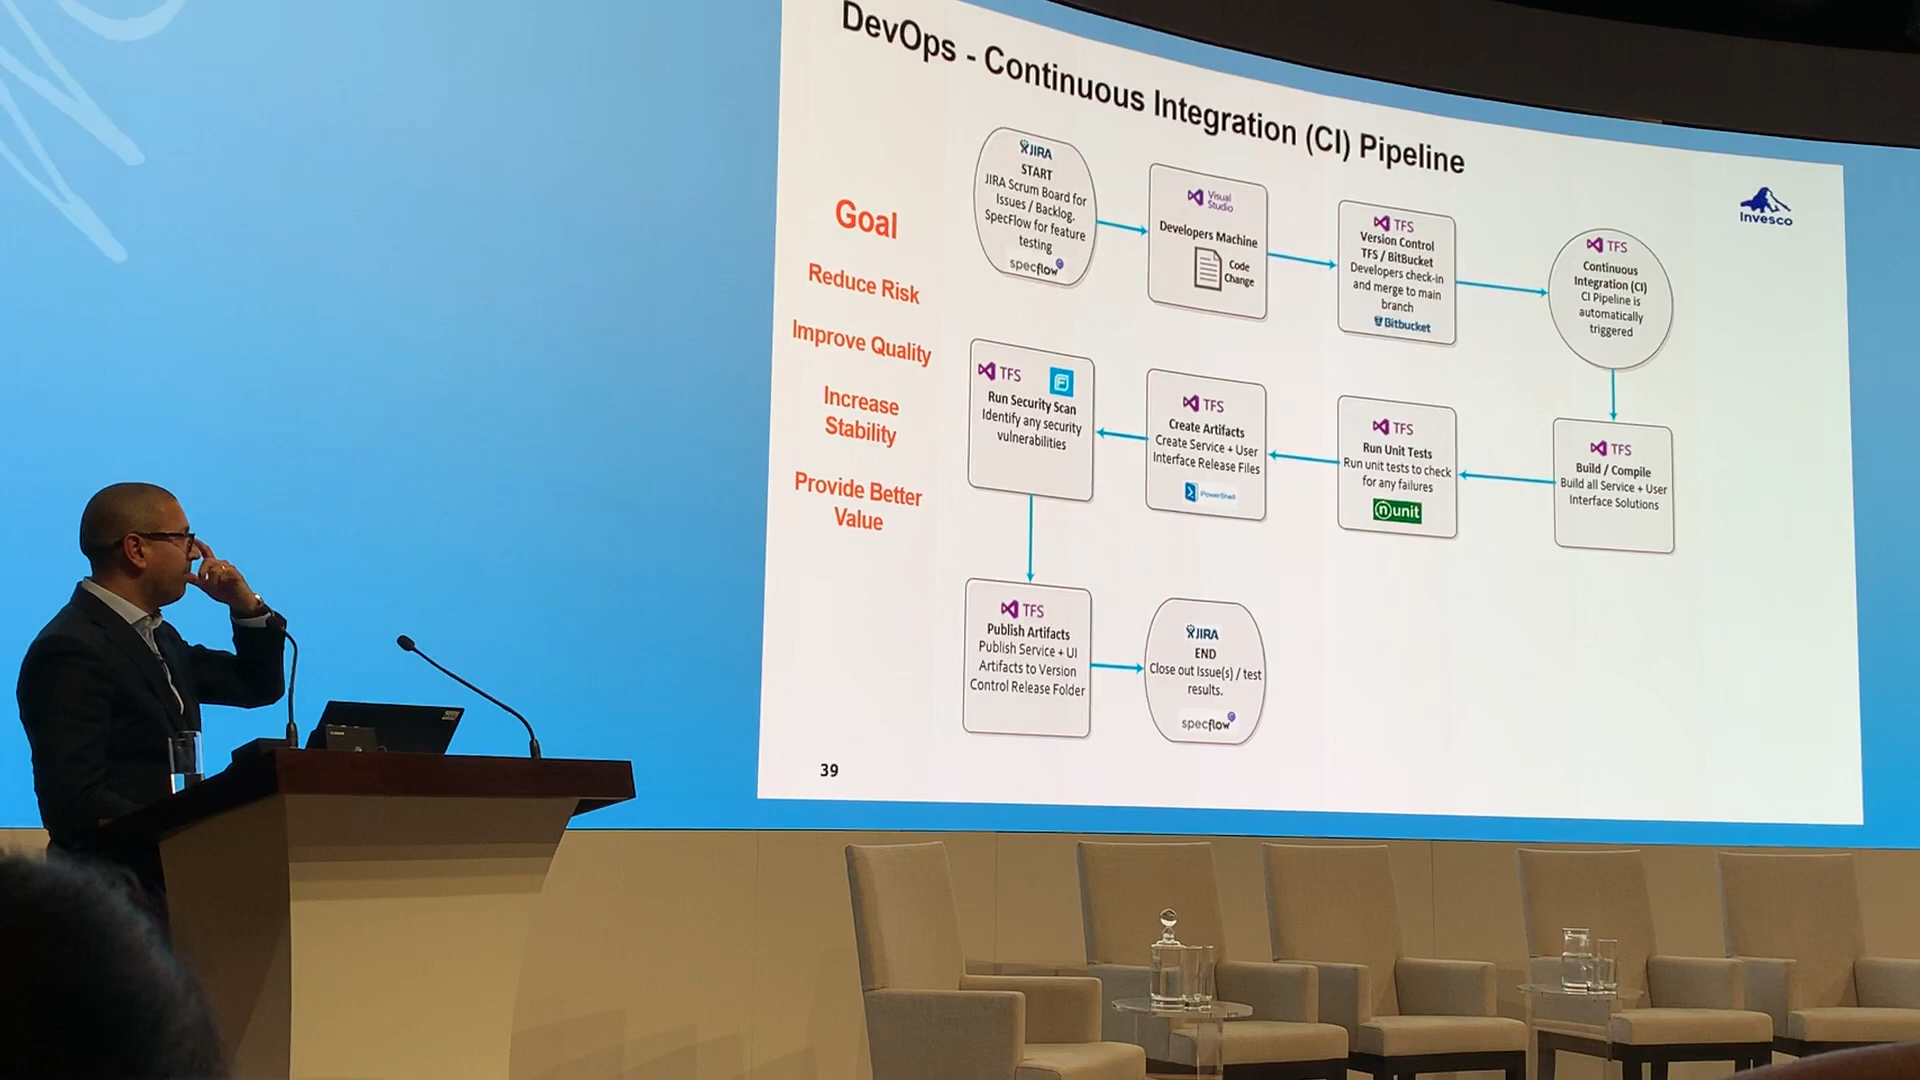 DevOps - Continuous Integration (CI) Pipeline
Invesco
Goal
Reduce Risk
Improve Quality
Increase
Stability
Provide Better
Value
JIRA
START
JIRA Scrum Board for
Issues / Backlog.
SpecFlow for feature
testing
specflow
Visual
Studio
Developers Machine
Code
Change
TFS
Version Control
TFS / BitBucket
Developers check-in
and merge to main
branch
Bitbucket
TFS
Continuous
Integration (CI)
CI Pipeline is
automatically
triggered
TFS
Build / Compile
Build all Service + User
Interface Solutions
TFS
Run Unit Tests
Run unit tests to check
for any failures
nunit
TFS
Create Artifacts
Create Service + User
Interface Release Files
PowerShell
TFS
Run Security Scan
Identify any security
vulnerabilities
TFS
Publish Artifacts
Publish Service + UI
Artifacts to Version
Control Release Folder
JIRA
END
Close out Issue(s) / test
results.
specflow
39